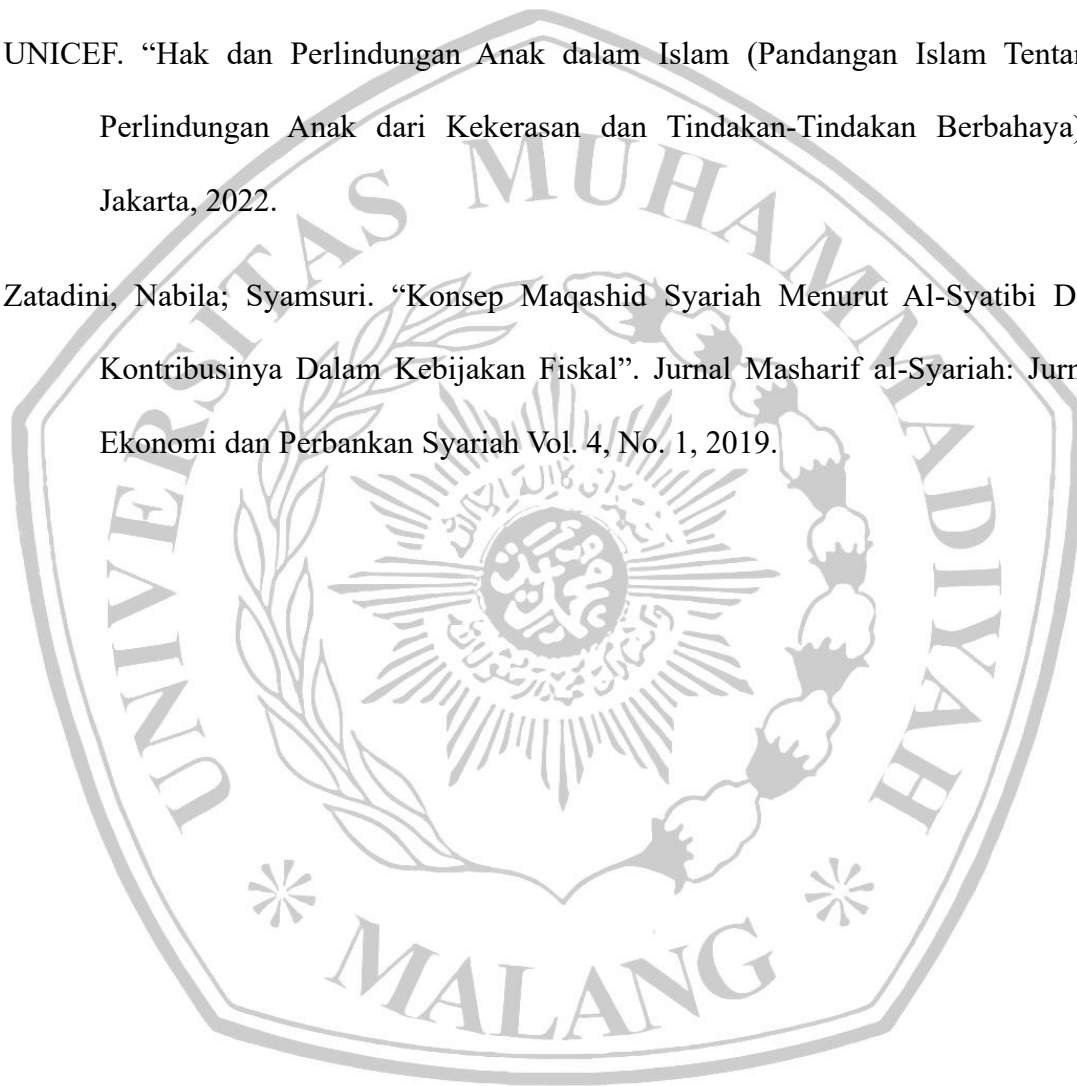 UNICEF. “Hak dan Perlindungan Anak dalam Islam (Pandangan Islam
Perlindungan Anak dari Kekerasan dan Tindakan-Tindakan Berbahaya)
Jakarta, 2022.
Zatadini, Nabila; Syamsuri. “Konsep Maqashid Syariah Menurut Al-Syatibi
Kontribusinya Dalam Kebijakan Fiskal”. Jurnal Masharif al-Syariah:
Ekonomi dan Perbankan Syariah Vol. 4, No. 1, 2019.
UNIVERSITAS MUHAMMADIYAH
MALANG